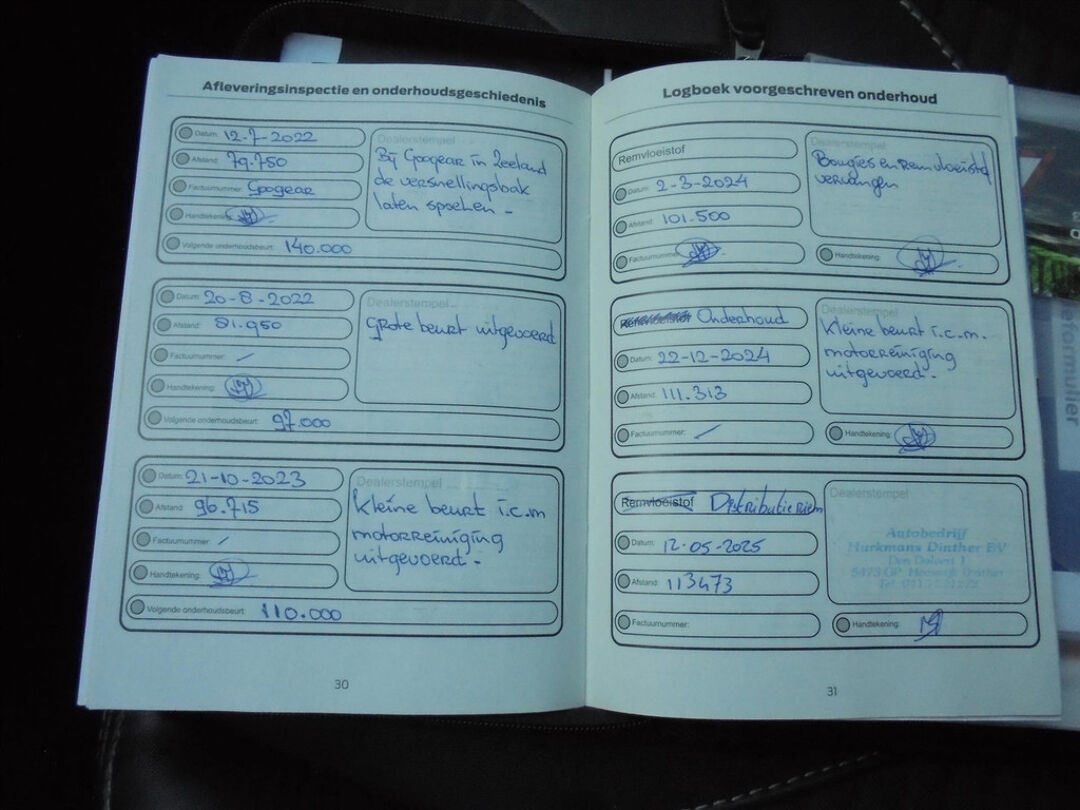 Afleveringsinspectie en onderhoudsgeschiedenis
Datum: 12-7-2022
Afstand: 79.750
Factuurnummer: Gpogear
Handtekening:
Volgende onderhoudsbeurt: 140.000
Dealerstempel
Bij Gpogear in Zeeland
de versnellingsbak
laten spoelen -
Datum: 20-8-2022
Afstand: 81.950
Factuurnummer: /
Handtekening:
Volgende onderhoudsbeurt: 97.000
Dealerstempel
Grote beurt uitgevoerd
Datum: 21-10-2023
Afstand: 96.715
Factuurnummer: /
Handtekening:
Volgende onderhoudsbeurt: 110.000
Dealerstempel
Kleine beurt i.c.m
motorreiniging
uitgevoerd -
30
Logboek voorgeschreven onderhoud
Remvloeistof
Datum: 2-3-2024
Afstand: 101.500
Factuurnummer:
Dealerstempel
Bougies en remvloeistof
vervangen
Handtekening:
Remvloeistof Onderhoud
Datum: 22-12-2024
Afstand: 111.313
Factuurnummer: /
Dealerstempel
Kleine beurt i.c.m.
motorreiniging
uitgevoerd -
Handtekening:
Remvloeistof Distributieriem
Datum: 12-05-2025
Afstand: 113473
Factuurnummer:
Dealerstempel
Autobedrijf
Hurkmans Dinther BV
Handtekening:
31
eformulier